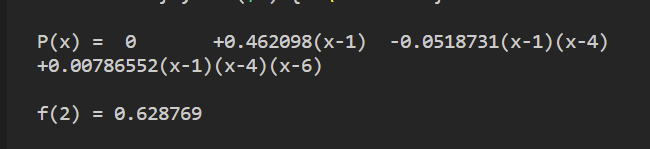 P(x) =  0       +0.462098(x-1)  -0.0518731(x-1)(x-4)
+0.00786552(x-1)(x-4)(x-6)
f(2) = 0.628769